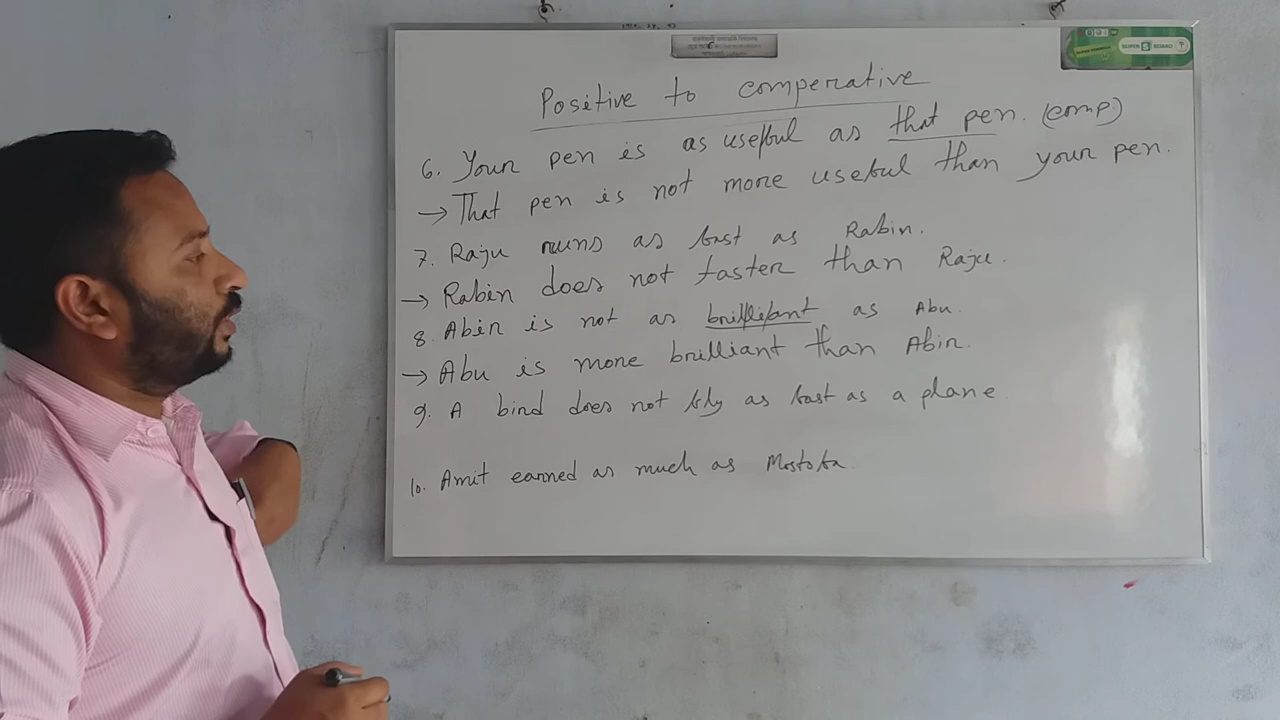 SUPER S BOARD
Positive to comperative
6. Your pen is as useful as that pen. (comp)
→ That pen is not more useful than your pen.
7. Raju runs as fast as Rabin.
→ Rabin does not faster than Raju.
8. Abin is not as brilliant as Abu.
→ Abu is more brilliant than Abin.
9. A bird does not fly as fast as a plane.
10. Amit earned as much as Mostofa.